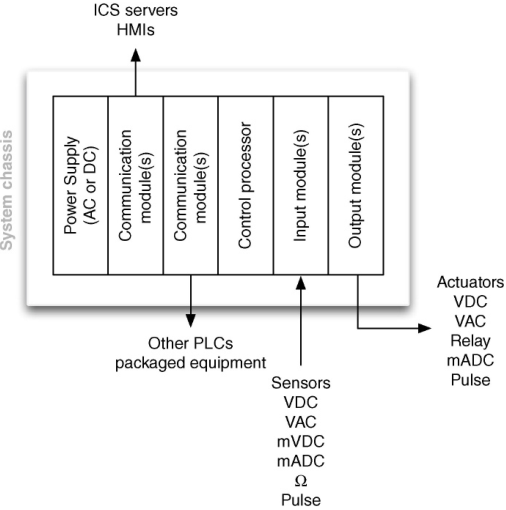 ICS servers
HMIs
System chassis
Power Supply
(AC or DC)
Communication
module(s)
Communication
module(s)
Control processor
Input module(s)
Output module(s)
Other PLCs
packaged equipment
Sensors
VDC
VAC
mVDC
mADC
Ω
Pulse
Actuators
VDC
VAC
Relay
mADC
Pulse